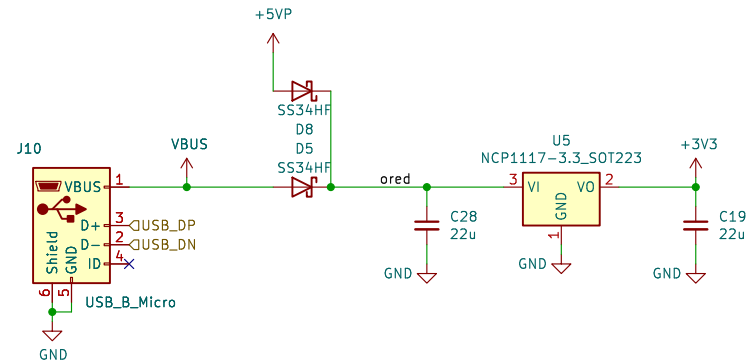 +5VP
SS34HF
D8
D5
SS34HF
J10
VBUS
ored
U5
NCP1117-3.3_SOT223
+3V3
VBUS 1
3 VI VO 2
GND
1
D+ 3 USB_DP
D- 2 USB_DN
ID 4
Shield
GND
6 5
USB_B_Micro
C28
22u
C19
22u
GND
GND
GND
GND